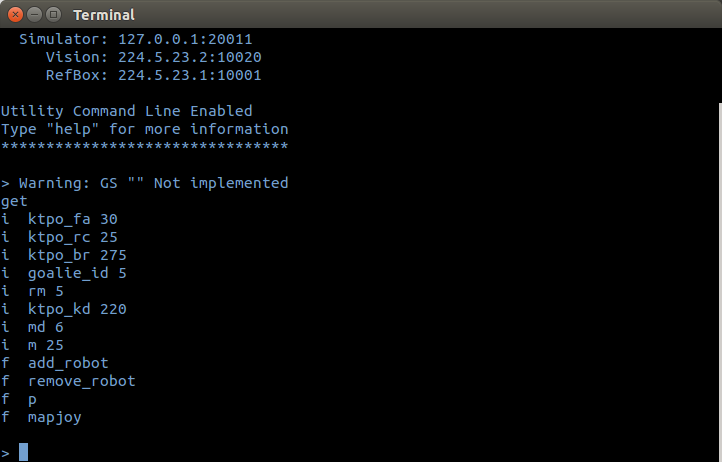 Terminal
Simulator: 127.0.0.1:20011
Vision: 224.5.23.2:10020
RefBox: 224.5.23.1:10001
Utility Command Line Enabled
Type "help" for more information
********************************
> Warning: GS "" Not implemented
get
i  ktpo_fa 30
i  ktpo_rc 25
i  ktpo_br 275
i  goalie_id 5
i  rm 5
i  ktpo_kd 220
i  md 6
i  m 25
f  add_robot
f  remove_robot
f  p
f  mapjoy
>